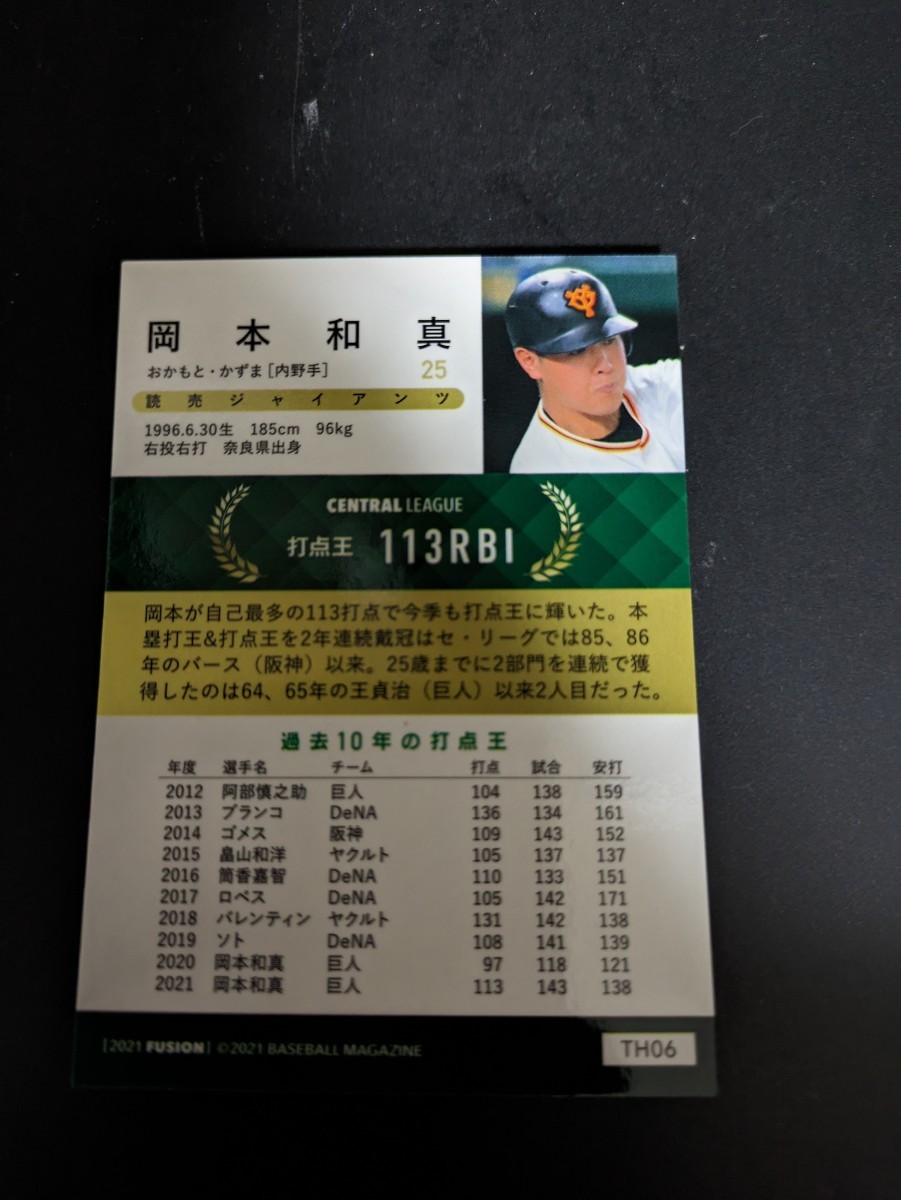 岡本和真
おかもと・かずま［内野手］ 25
読売ジャイアンツ
1996.6.30生 185cm 96kg
右投右打 奈良県出身
CENTRAL LEAGUE
打点王 113RBI
岡本が自己最多の113打点で今季も打点王に輝いた。本
塁打王&打点王を2年連続戴冠はセ・リーグでは85、86
年のバース（阪神）以来。25歳までに2部門を連続で獲
得したのは64、65年の王貞治（巨人）以来2人目だった。
過去10年の打点王
年度 選手名 チーム 打点 試合 安打
2012 阿部慎之助 巨人 104 138 159
2013 ブランコ DeNA 136 134 161
2014 ゴメス 阪神 109 143 152
2015 畠山和洋 ヤクルト 105 137 137
2016 筒香嘉智 DeNA 110 133 151
2017 ロペス DeNA 105 142 171
2018 バレンティン ヤクルト 131 142 138
2019 ソト DeNA 108 141 139
2020 岡本和真 巨人 97 118 121
2021 岡本和真 巨人 113 143 138
[2021 FUSION] ©2021 BASEBALL MAGAZINE
TH06